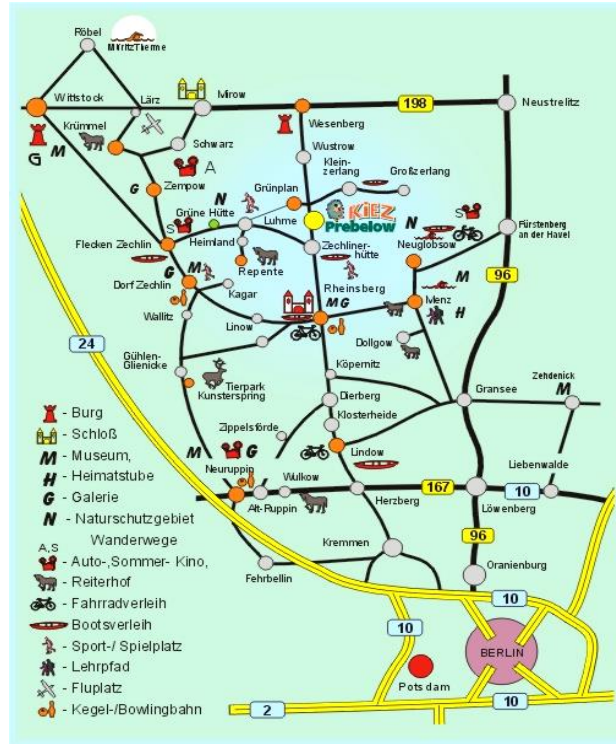 Röbel
MüritzTherme
Wittstock
Lärz
Mirow
198
Neustrelitz
Krümmel
G
M
Schwarz
Wesenberg
Wustrow
A
Klein-
zerlang
Großzerlang
G
Zempow
N
Grünplan
KiEZ
Prebelow
S
Grüne Hütte
Luhme
N
S
Fürstenberg
an der Havel
Flecken Zechlin
Heimland
Zechliner-
hütte
Neuglobsow
Repente
96
G
M
Dorf Zechlin
Kagar
Rheinsberg
M
M G
Menz
H
Wallitz
Linow
24
Dollgow
Gühlen-
Glienicke
Köpernitz
Zehdenick
M
Tierpark
Kunsterspring
Gransee
Dierberg
Zippelsförde
Klosterheide
M
G
Neuruppin
Lindow
Liebenwalde
Wulkow
Alt-Ruppin
167
10
Herzberg
Löwenberg
Kremmen
96
Fehrbellin
Oranienburg
10
10
BERLIN
Potsdam
2
10
- Burg
- Schloß
M - Museum,
H - Heimatstube
G - Galerie
N - Naturschutzgebiet
Wanderwege
A,S
- Auto-,Sommer- Kino,
- Reiterhof
- Fahrradverleih
- Bootsverleih
- Sport-/ Spielplatz
- Lehrpfad
- Fluplatz
- Kegel-/Bowlingbahn